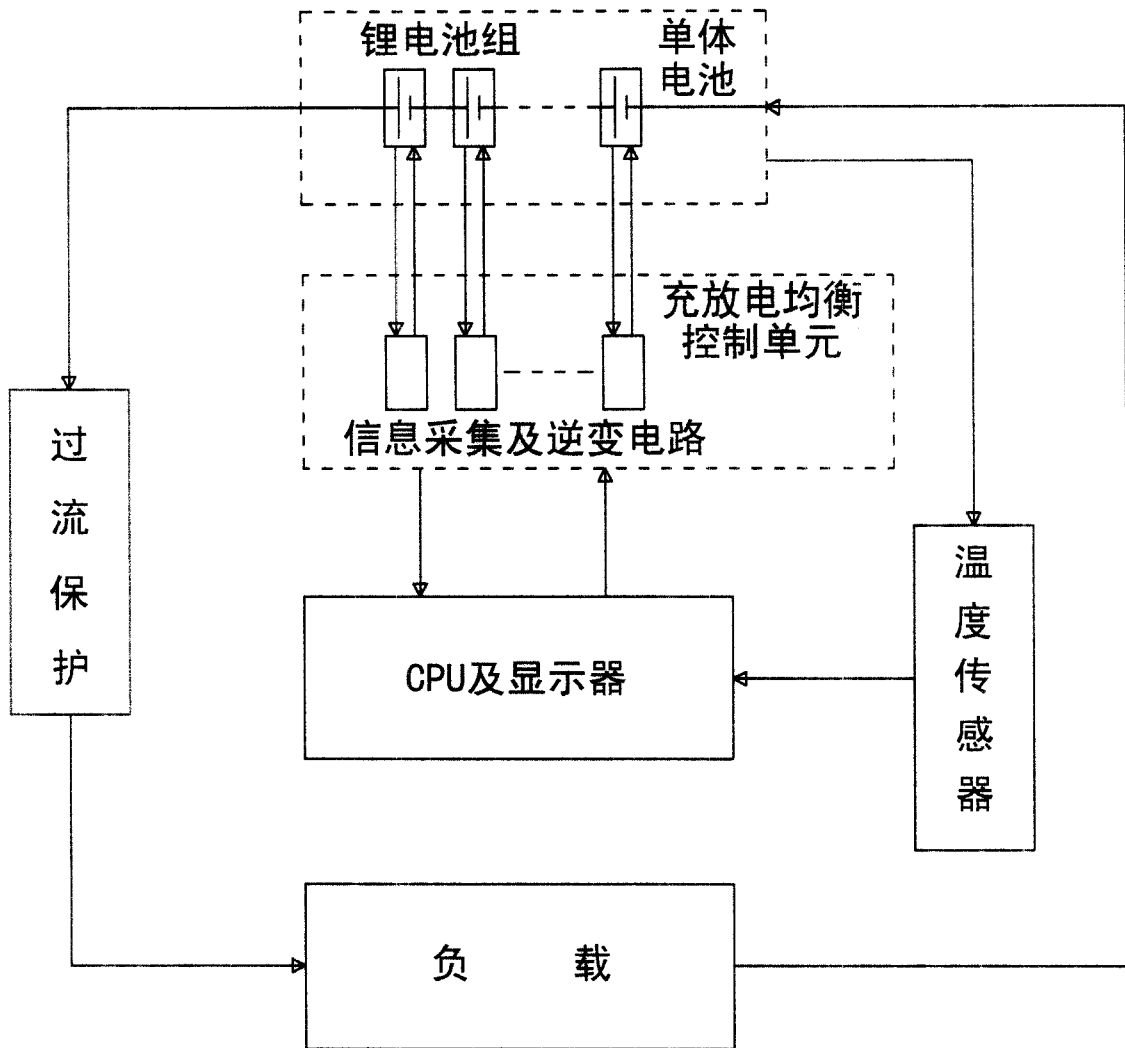 锂电池组
单体
电池
充放电均衡
控制单元
信息采集及逆变电路
过
流
保
护
CPU及显示器
温
度
传
感
器
负 载